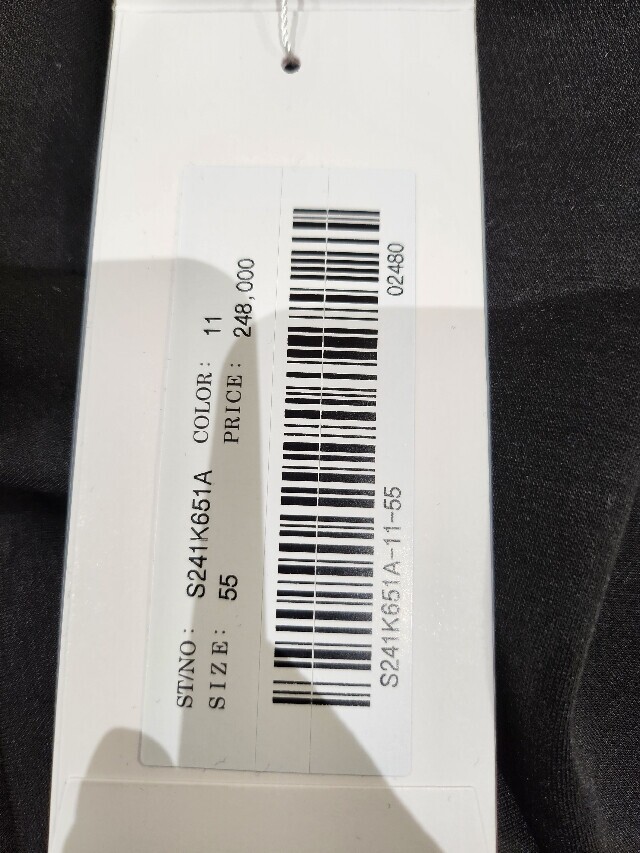 ST/NO: S241K651A COLOR: 11
SIZE: 55 PRICE: 248,000
S241K651A-11-55 02480